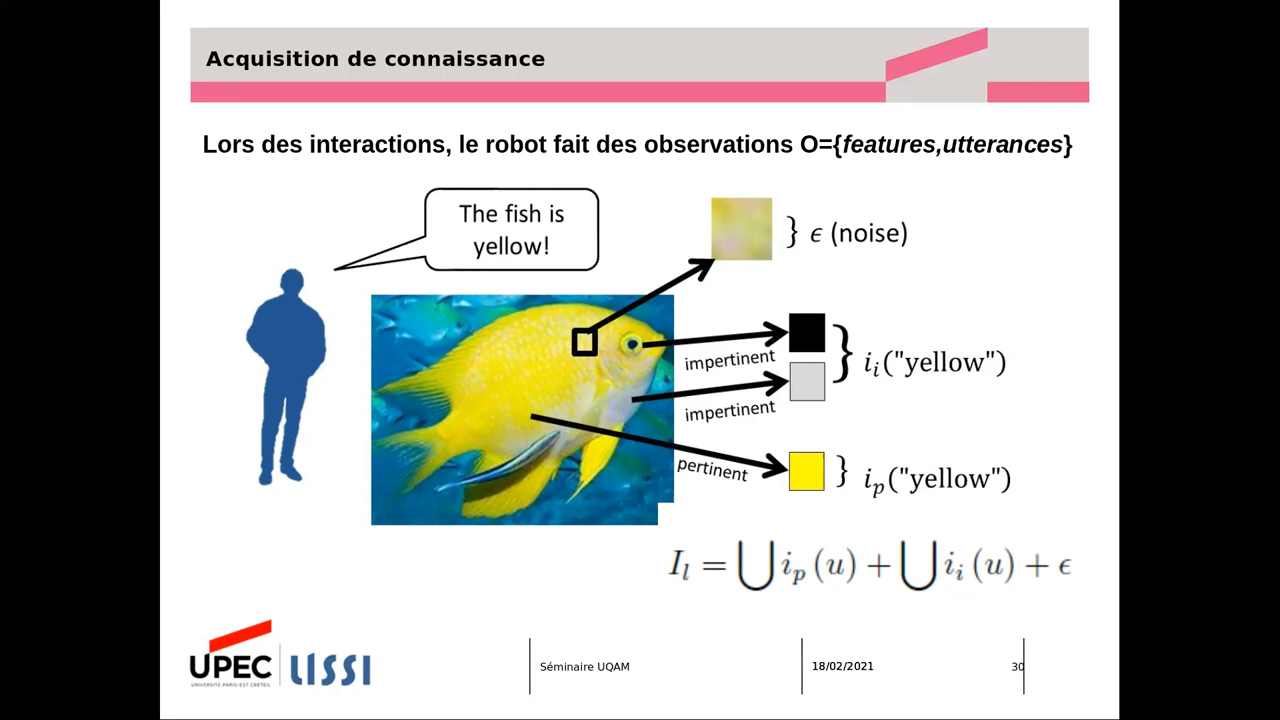 Acquisition de connaissance
Lors des interactions, le robot fait des observations O={features,utterances}
The fish is
yellow!
} ϵ (noise)
impertinent
impertinent
} i_i("yellow")
pertinent
} i_p("yellow")
I_l = ⋃ i_p (u) + ⋃ i_i (u) + ϵ
UPEC
UNIVERSITÉ PARIS-EST CRÉTEIL
LISSI
Séminaire UQAM
18/02/2021
30